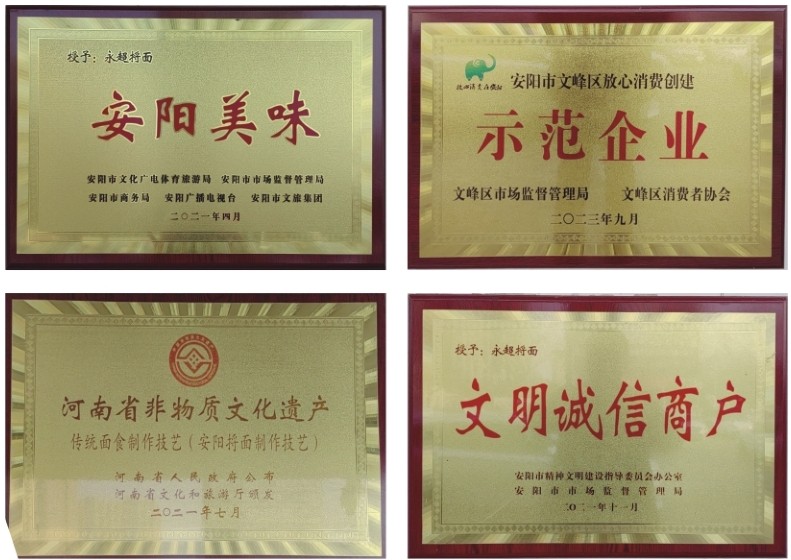 授予：永超捋面
安阳美味
安阳市文化广电体育旅游局 安阳市市场监督管理局
安阳市商务局 安阳广播电视台 安阳市文旅集团
二〇二一年四月
安阳市文峰区放心消费创建
示范企业
文峰区市场监督管理局 文峰区消费者协会
二〇二三年九月
河南省非物质文化遗产
传统面食制作技艺（安阳捋面制作技艺）
河南省人民政府公布
河南省文化和旅游厅颁发
二〇二一年七月
授予：永超捋面
文明诚信商户
安阳市精神文明建设指导委员会办公室
安阳市市场监督管理局
二〇二一年十一月